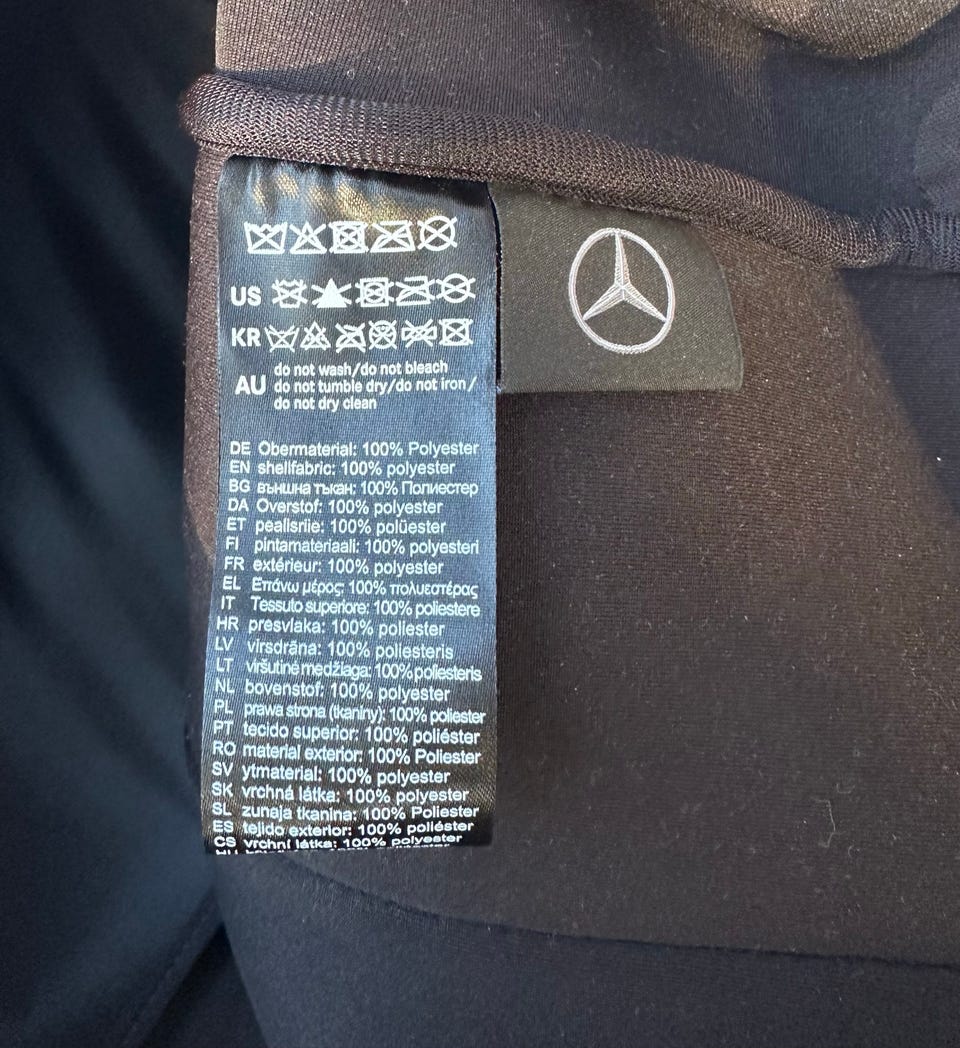 US
KR
AU do not wash/do not bleach
do not tumble dry/do not iron/
do not dry clean
DE Obermaterial: 100% Polyester
EN shellfabric: 100% polyester
BG външна тъкан: 100% Полиестер
DA Overstof: 100% polyester
ET pealisriie: 100% polüester
FI pintamateriaali: 100% polyesteri
FR extérieur: 100% polyester
EL Επάνω μέρος: 100% πολυεστέρας
IT Tessuto superiore: 100% poliestere
HR presvlaka: 100% poliester
LV virsdrāna: 100% poliesteris
LT viršutinė medžiaga: 100% poliesteris
NL bovenstof: 100% polyester
PL prawa strona (tkaniny): 100% poliester
PT tecido superior: 100% poliéster
RO material exterior: 100% Poliester
SV ytmaterial: 100% polyester
SK vrchná látka: 100% polyester
SL zunaja tkanina: 100% Poliester
ES tejido exterior: 100% poliéster
CS vrchní látka: 100% polyester